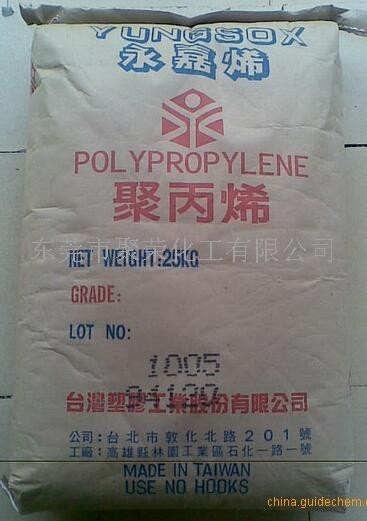 YUNGSOX
永嘉烯
POLYPROPYLENE
聚丙烯
东莞市聚荣化工有限公司
NET WEIGHT:25KG
GRADE:
LOT NO:
1005
台灣塑膠工業股份有限公司
公司:台北市敦化北路201號
工廠:高雄縣林園工業區石化一路一號
MADE IN TAIWAN
USE NO HOOKS
china.guidechem.com